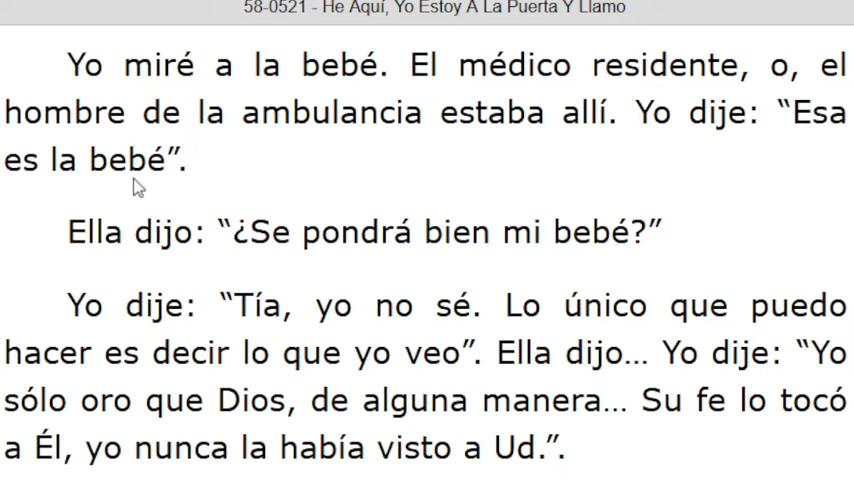 58-0521 - He Aquí, Yo Estoy A La Puerta Y Llamo
Yo miré a la bebé. El médico residente, o, el
hombre de la ambulancia estaba allí. Yo dije: “Esa
es la bebé”.
Ella dijo: “¿Se pondrá bien mi bebé?”
Yo dije: “Tía, yo no sé. Lo único que puedo
hacer es decir lo que yo veo”. Ella dijo... Yo dije: “Yo
sólo oro que Dios, de alguna manera... Su fe lo tocó
a Él, yo nunca la había visto a Ud.”.